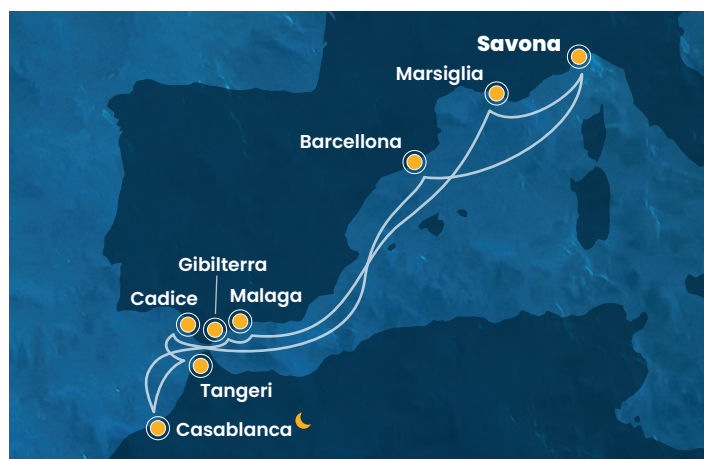 Savona
Marsiglia
Barcellona
Gibilterra
Cadice
Malaga
Tangeri
Casablanca